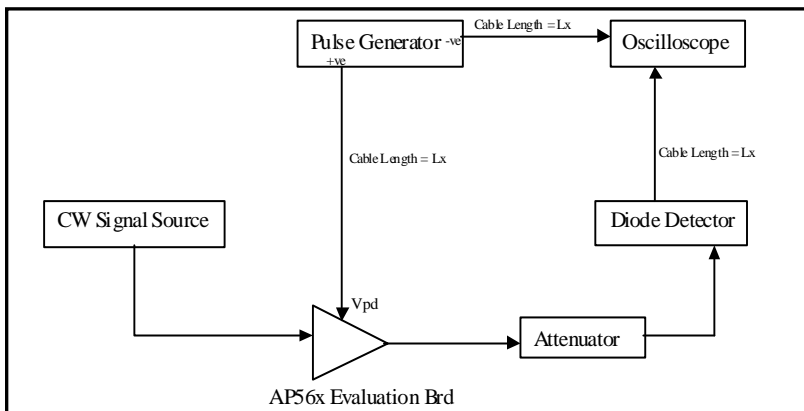 Pulse Generator -ve
+ve
Cable Length = Lx
Oscilloscope
Cable Length = Lx
Cable Length = Lx
CW Signal Source
Diode Detector
Vpd
Attenuator
AP56x Evaluation Brd